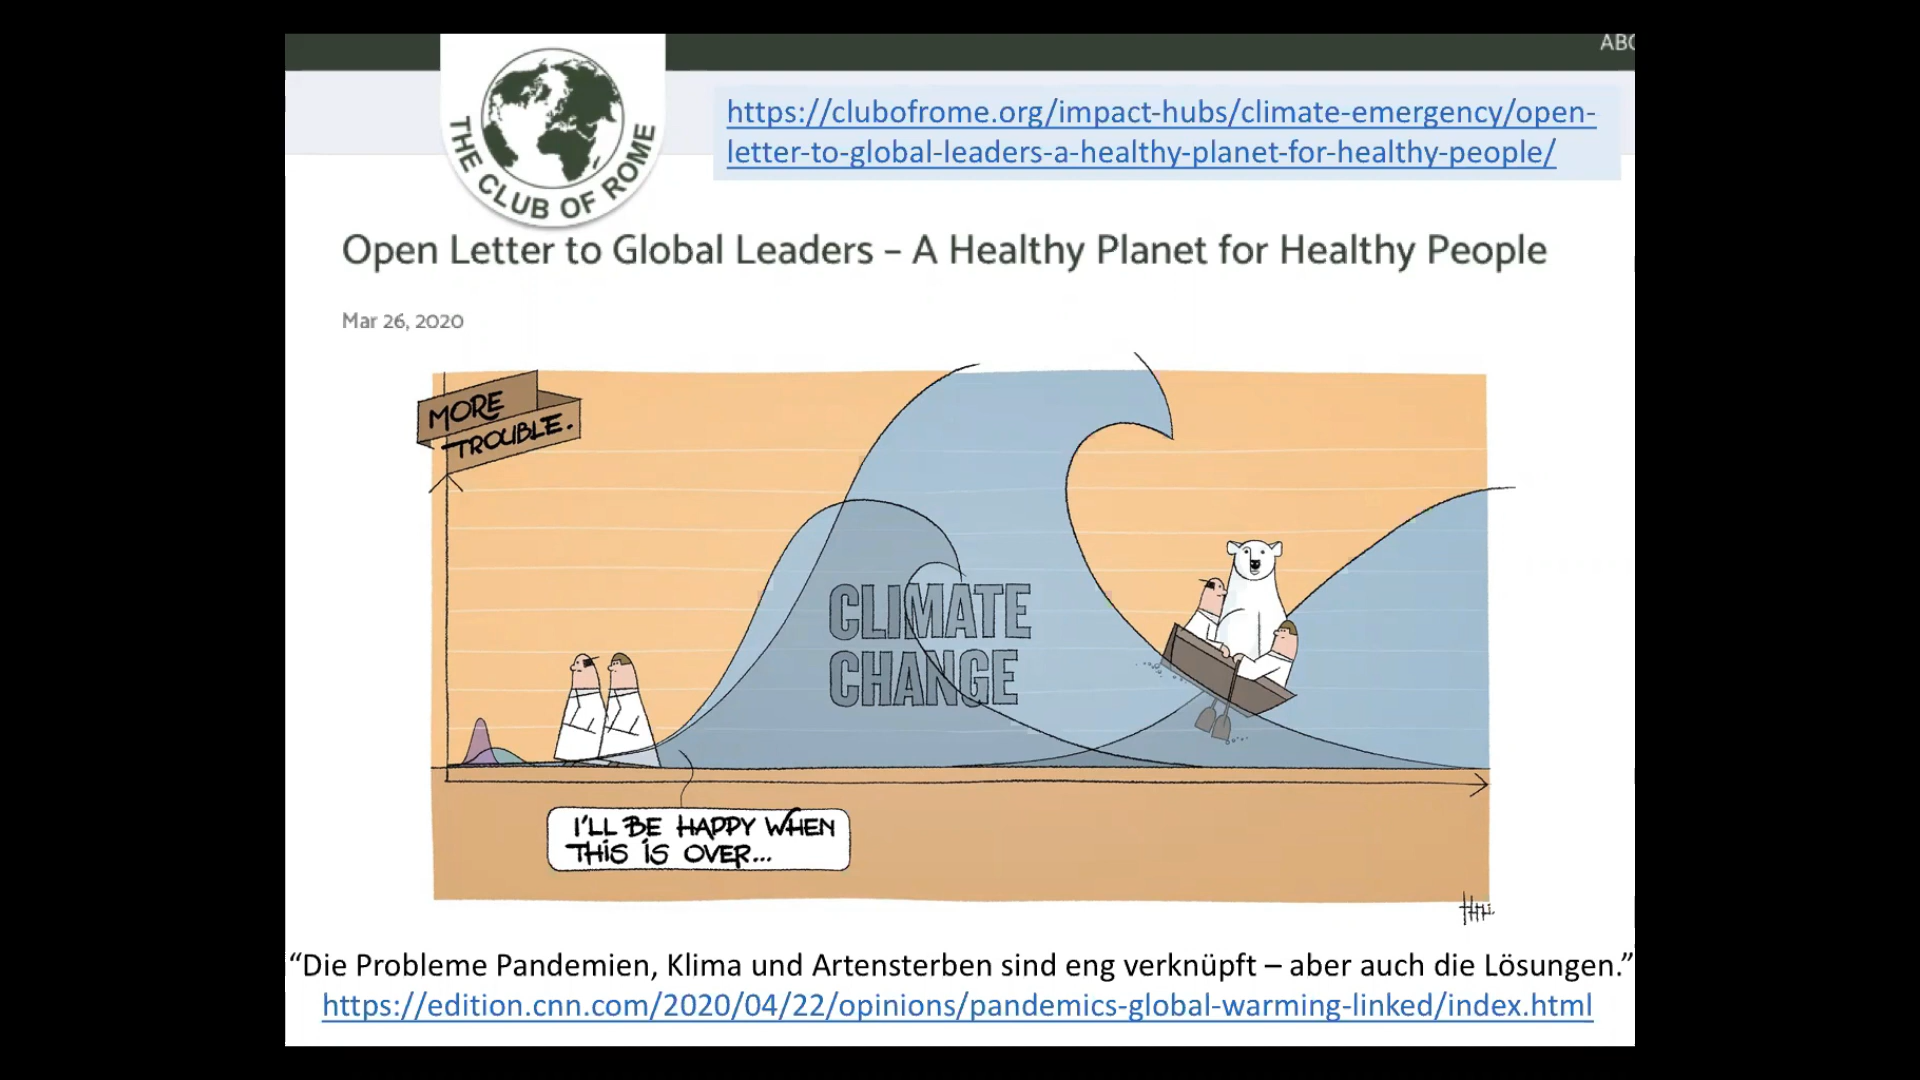 ABO
THE CLUB OF ROME
https://clubofrome.org/impact-hubs/climate-emergency/open-
letter-to-global-leaders-a-healthy-planet-for-healthy-people/
Open Letter to Global Leaders – A Healthy Planet for Healthy People
Mar 26, 2020
MORE
TROUBLE.
CLIMATE
CHANGE
I'LL BE HAPPY WHEN
THIS IS OVER...
“Die Probleme Pandemien, Klima und Artensterben sind eng verknüpft – aber auch die Lösungen.”
https://edition.cnn.com/2020/04/22/opinions/pandemics-global-warming-linked/index.html